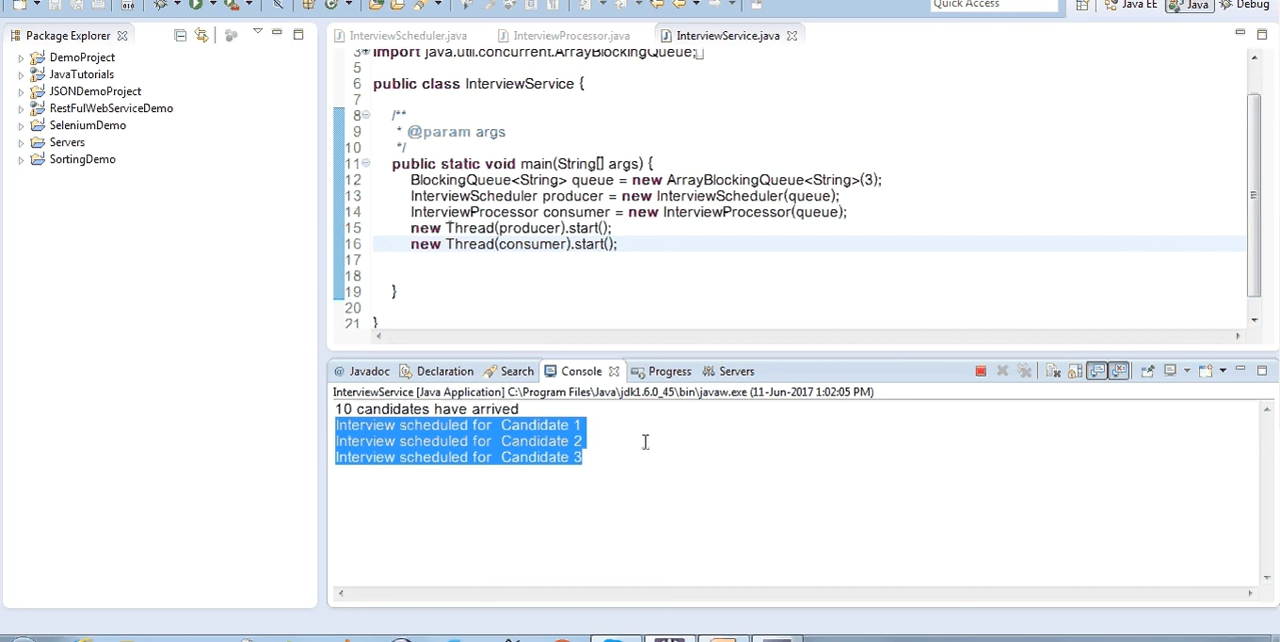 Quick Access
Java EE
Java
Debug
Package Explorer
InterviewScheduler.java
InterviewProcessor.java
InterviewService.java
DemoProject
JavaTutorials
JSONDemoProject
RestFulWebServiceDemo
SeleniumDemo
Servers
SortingDemo
3 import java.util.concurrent.ArrayBlockingQueue;
5
6 public class InterviewService {
7
8 /**
9 * @param args
10 */
11 public static void main(String[] args) {
12 BlockingQueue<String> queue = new ArrayBlockingQueue<String>(3);
13 InterviewScheduler producer = new InterviewScheduler(queue);
14 InterviewProcessor consumer = new InterviewProcessor(queue);
15 new Thread(producer).start();
16 new Thread(consumer).start();
17
18
19 }
20
21 }
@ Javadoc Declaration Search Console Progress Servers
InterviewService [Java Application] C:\Program Files\Java\jdk1.6.0_45\bin\javaw.exe (11-Jun-2017 1:02:05 PM)
10 candidates have arrived
Interview scheduled for  Candidate 1
Interview scheduled for  Candidate 2
Interview scheduled for  Candidate 3